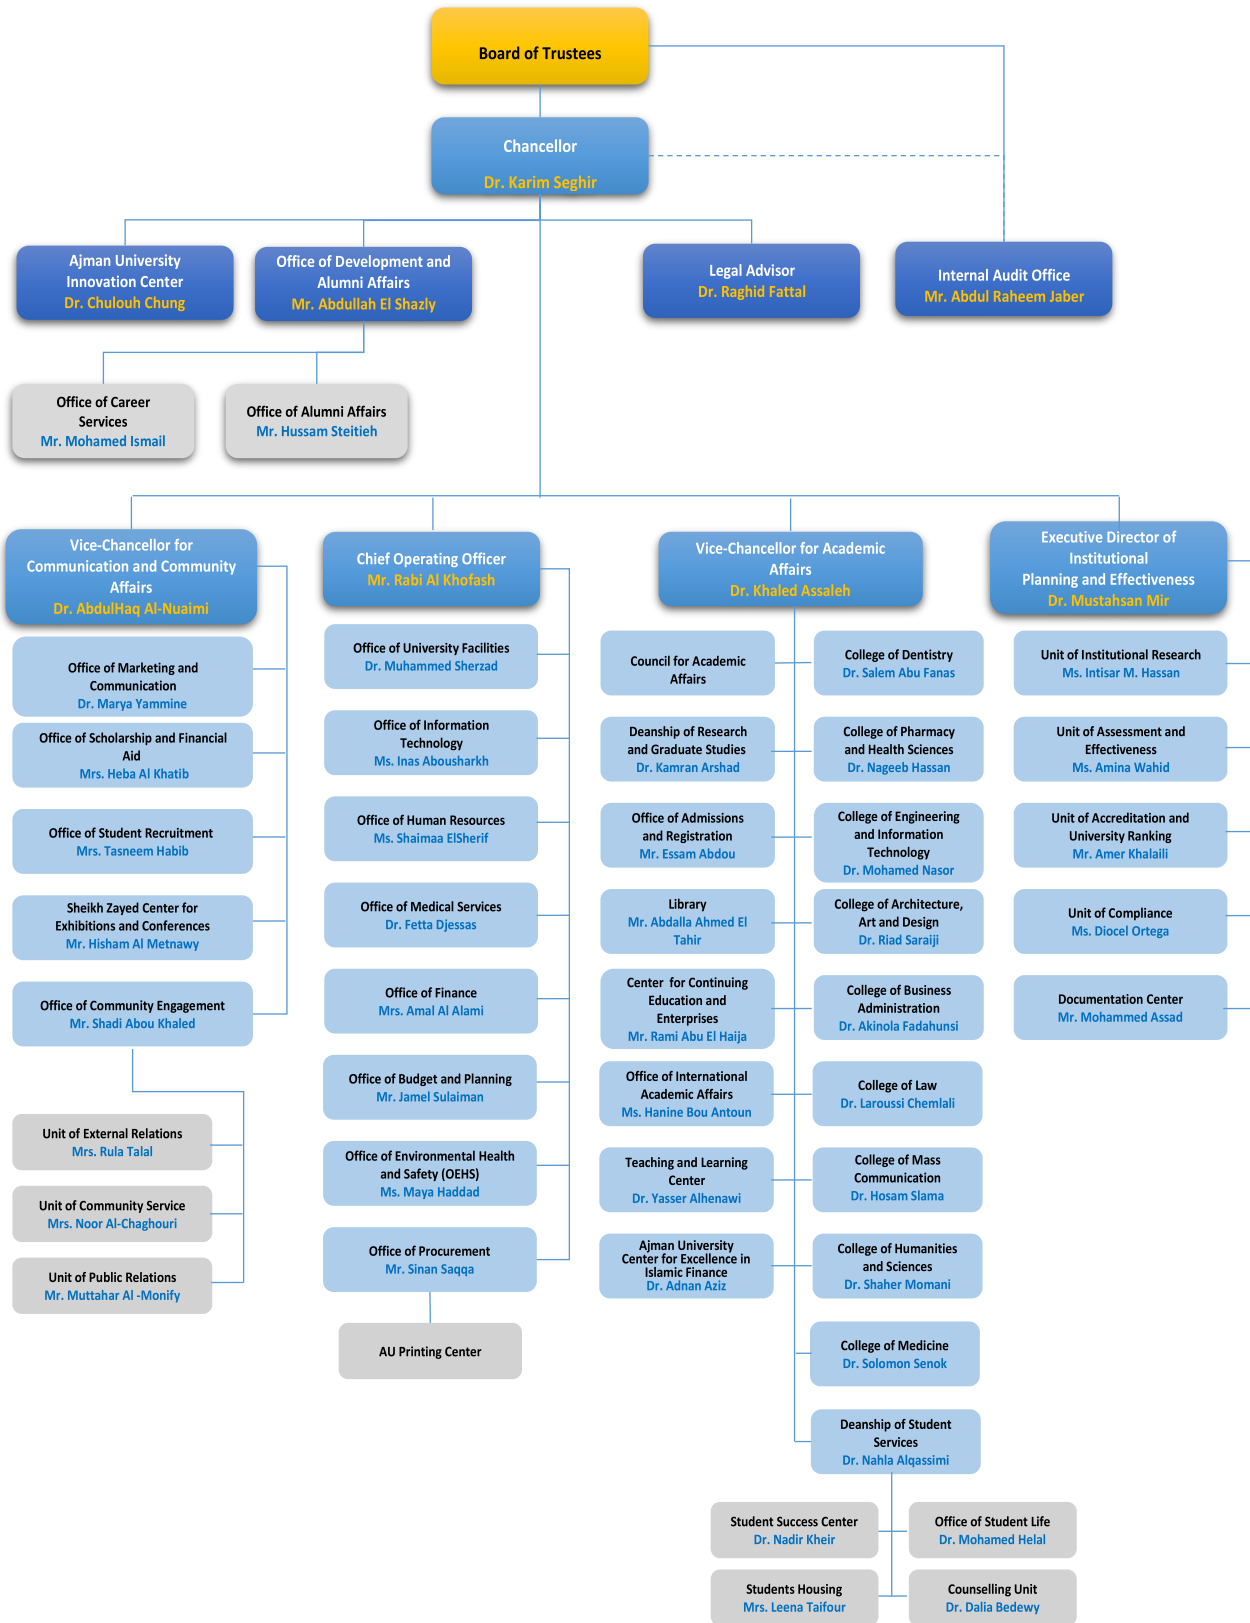 Board of Trustees
Chancellor
Dr. Karim Seghir
Ajman University
Innovation Center
Dr. Chulouh Chung
Office of Development and
Alumni Affairs
Mr. Abdullah El Shazly
Legal Advisor
Dr. Raghid Fattal
Internal Audit Office
Mr. Abdul Raheem Jaber
Office of Career
Services
Mr. Mohamed Ismail
Office of Alumni Affairs
Mr. Hussam Steitieh
Vice-Chancellor for
Communication and Community
Affairs
Dr. AbdulHaq Al-Nuaimi
Office of Marketing and
Communication
Dr. Marya Yammine
Office of Scholarship and Financial
Aid
Mrs. Heba Al Khatib
Office of Student Recruitment
Mrs. Tasneem Habib
Sheikh Zayed Center for
Exhibitions and Conferences
Mr. Hisham Al Metnawy
Office of Community Engagement
Mr. Shadi Abou Khaled
Unit of External Relations
Mrs. Rula Talal
Unit of Community Service
Mrs. Noor Al-Chaghouri
Unit of Public Relations
Mr. Muttahar Al -Monify
Chief Operating Officer
Mr. Rabi Al Khofash
Office of University Facilities
Dr. Muhammed Sherzad
Office of Information
Technology
Ms. Inas Abousharkh
Office of Human Resources
Ms. Shaimaa ElSherif
Office of Medical Services
Dr. Fetta Djessas
Office of Finance
Mrs. Amal Al Alami
Office of Budget and Planning
Mr. Jamel Sulaiman
Office of Environmental Health
and Safety (OEHS)
Ms. Maya Haddad
Office of Procurement
Mr. Sinan Saqqa
AU Printing Center
Vice-Chancellor for Academic
Affairs
Dr. Khaled Assaleh
Council for Academic
Affairs
Deanship of Research
and Graduate Studies
Dr. Kamran Arshad
Office of Admissions
and Registration
Mr. Essam Abdou
Library
Mr. Abdalla Ahmed El
Tahir
Center for Continuing
Education and
Enterprises
Mr. Rami Abu El Haija
Office of International
Academic Affairs
Ms. Hanine Bou Antoun
Teaching and Learning
Center
Dr. Yasser Alhenawi
Ajman University
Center for Excellence in
Islamic Finance
Dr. Adnan Aziz
College of Dentistry
Dr. Salem Abu Fanas
College of Pharmacy
and Health Sciences
Dr. Nageeb Hassan
College of Engineering
and Information
Technology
Dr. Mohamed Nasor
College of Architecture,
Art and Design
Dr. Riad Saraiji
College of Business
Administration
Dr. Akinola Fadahunsi
College of Law
Dr. Laroussi Chemlali
College of Mass
Communication
Dr. Hosam Slama
College of Humanities
and Sciences
Dr. Shaher Momani
College of Medicine
Dr. Solomon Senok
Deanship of Student
Services
Dr. Nahla Alqassimi
Student Success Center
Dr. Nadir Kheir
Office of Student Life
Dr. Mohamed Helal
Students Housing
Mrs. Leena Taifour
Counselling Unit
Dr. Dalia Bedewy
Executive Director of
Institutional
Planning and Effectiveness
Dr. Mustahsan Mir
Unit of Institutional Research
Ms. Intisar M. Hassan
Unit of Assessment and
Effectiveness
Ms. Amina Wahid
Unit of Accreditation and
University Ranking
Mr. Amer Khalaili
Unit of Compliance
Ms. Diocel Ortega
Documentation Center
Mr. Mohammed Assad